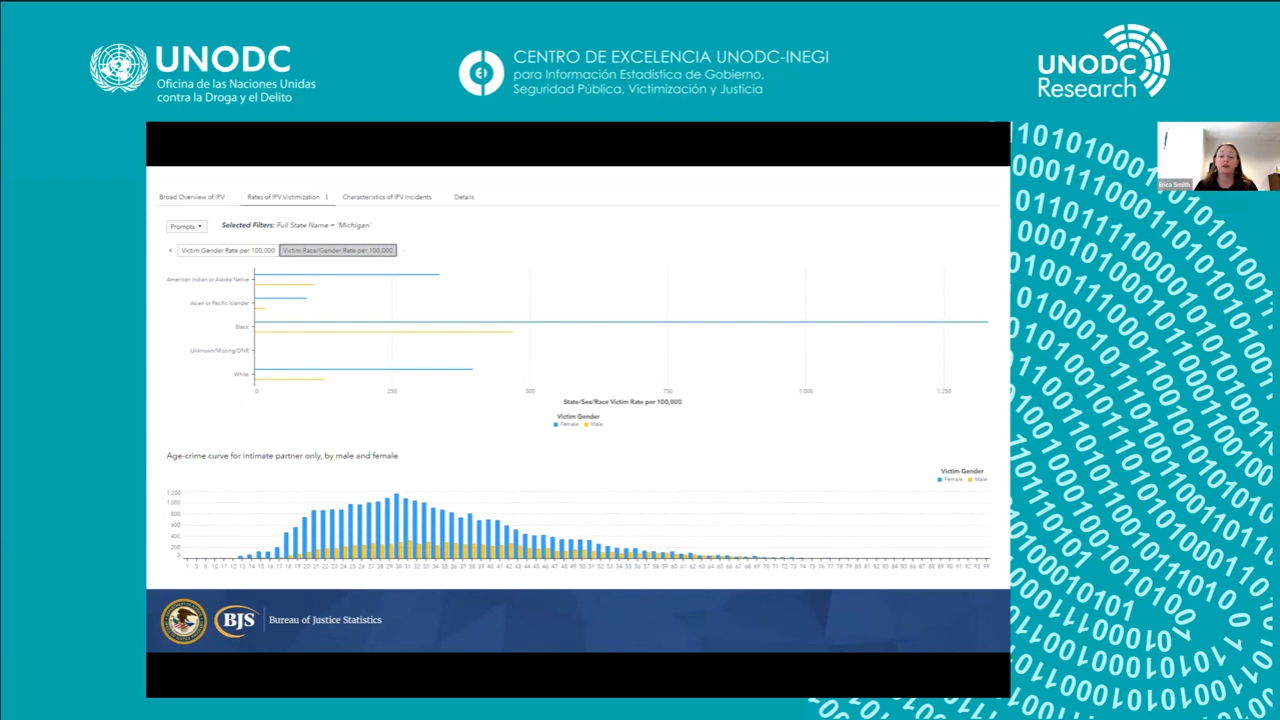 UNODC
Oficina de las Naciones Unidas
contra la Droga y el Delito
CENTRO DE EXCELENCIA UNODC-INEGI
para Información Estadística de Gobierno,
Seguridad Pública, Victimización y Justicia
UNODC
Research
Erica Smith
Broad Overview of IPV Rates of IPV Victimization Characteristics of IPV Incidents Details
Prompts Selected Filters: Full State Name = 'Michigan'
Victim Gender Rate per 100,000 Victim Race/Gender Rate per 100,000
American Indian or Alaska Native
Asian or Pacific Islander
Black
Unknown/Missing/DNR
White
0 250 500 750 1,000 1,250
State/Sex/Race Victim Rate per 100,000
Victim Gender
Female Male
Age-crime curve for intimate partner only, by male and female
Victim Gender
Female Male
1,200
1,000
800
600
400
200
0
BJS Bureau of Justice Statistics